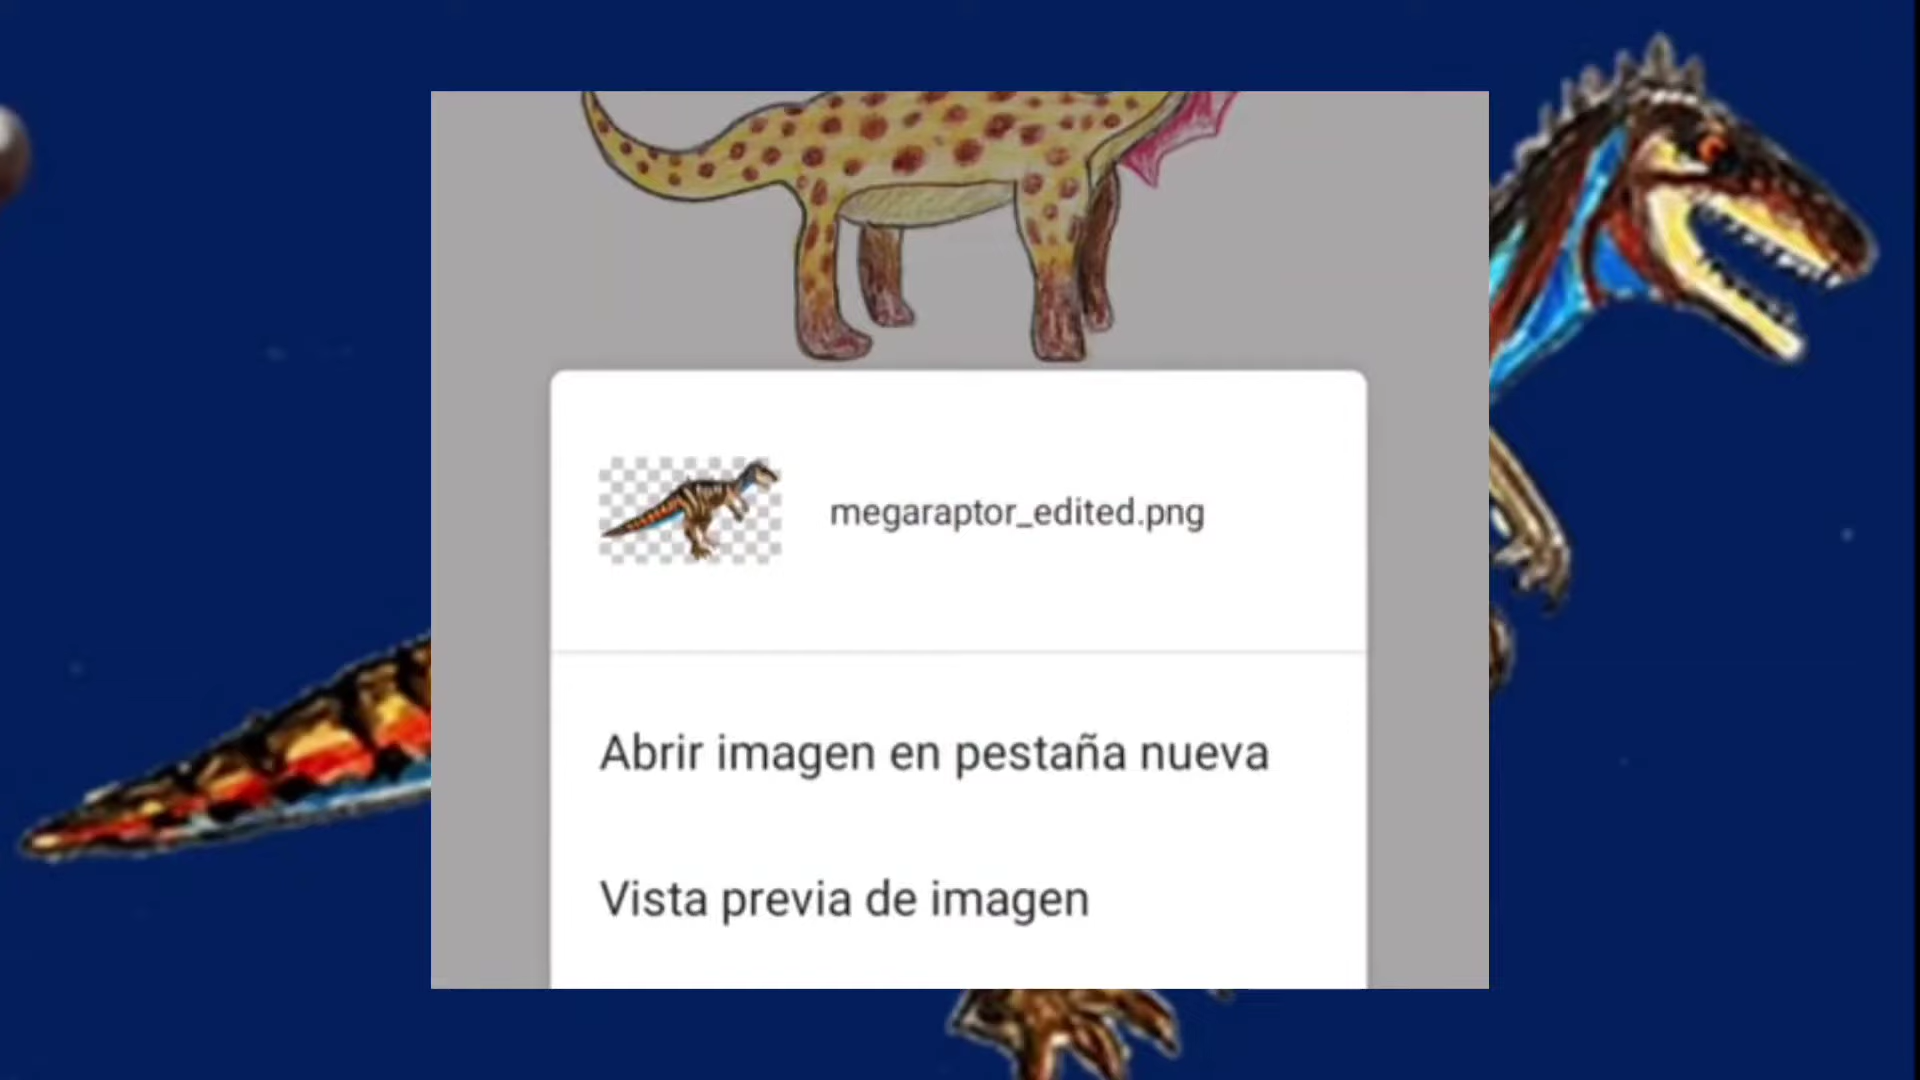 megaraptor_edited.png
Abrir imagen en pestaña nueva
Vista previa de imagen